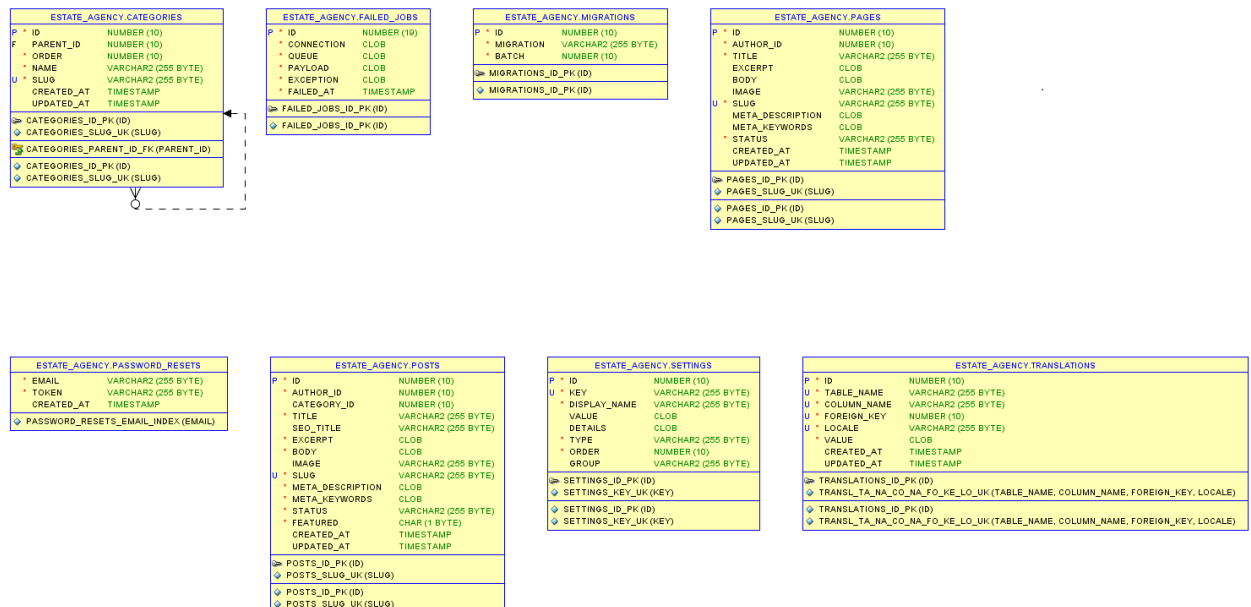 ESTATE_AGENCY.CATEGORIES
P * ID NUMBER (10)
F PARENT_ID NUMBER (10)
* ORDER NUMBER (10)
* NAME VARCHAR2 (255 BYTE)
U * SLUG VARCHAR2 (255 BYTE)
CREATED_AT TIMESTAMP
UPDATED_AT TIMESTAMP
CATEGORIES_ID_PK (ID)
CATEGORIES_SLUG_UK (SLUG)
CATEGORIES_PARENT_ID_FK (PARENT_ID)
CATEGORIES_ID_PK (ID)
CATEGORIES_SLUG_UK (SLUG)
ESTATE_AGENCY.FAILED_JOBS
P * ID NUMBER (19)
* CONNECTION CLOB
* QUEUE CLOB
* PAYLOAD CLOB
* EXCEPTION CLOB
* FAILED_AT TIMESTAMP
FAILED_JOBS_ID_PK (ID)
FAILED_JOBS_ID_PK (ID)
ESTATE_AGENCY.MIGRATIONS
P * ID NUMBER (10)
* MIGRATION VARCHAR2 (255 BYTE)
* BATCH NUMBER (10)
MIGRATIONS_ID_PK (ID)
MIGRATIONS_ID_PK (ID)
ESTATE_AGENCY.PAGES
P * ID NUMBER (10)
* AUTHOR_ID NUMBER (10)
* TITLE VARCHAR2 (255 BYTE)
EXCERPT CLOB
BODY CLOB
IMAGE VARCHAR2 (255 BYTE)
U * SLUG VARCHAR2 (255 BYTE)
META_DESCRIPTION CLOB
META_KEYWORDS CLOB
* STATUS VARCHAR2 (255 BYTE)
CREATED_AT TIMESTAMP
UPDATED_AT TIMESTAMP
PAGES_ID_PK (ID)
PAGES_SLUG_UK (SLUG)
PAGES_ID_PK (ID)
PAGES_SLUG_UK (SLUG)
ESTATE_AGENCY.PASSWORD_RESETS
* EMAIL VARCHAR2 (255 BYTE)
* TOKEN VARCHAR2 (255 BYTE)
CREATED_AT TIMESTAMP
PASSWORD_RESETS_EMAIL_INDEX (EMAIL)
ESTATE_AGENCY.POSTS
P * ID NUMBER (10)
* AUTHOR_ID NUMBER (10)
CATEGORY_ID NUMBER (10)
* TITLE VARCHAR2 (255 BYTE)
SEO_TITLE VARCHAR2 (255 BYTE)
* EXCERPT CLOB
* BODY CLOB
IMAGE VARCHAR2 (255 BYTE)
U * SLUG VARCHAR2 (255 BYTE)
* META_DESCRIPTION CLOB
* META_KEYWORDS CLOB
* STATUS VARCHAR2 (255 BYTE)
* FEATURED CHAR (1 BYTE)
CREATED_AT TIMESTAMP
UPDATED_AT TIMESTAMP
POSTS_ID_PK (ID)
POSTS_SLUG_UK (SLUG)
POSTS_ID_PK (ID)
POSTS_SLUG_UK (SLUG)
ESTATE_AGENCY.SETTINGS
P * ID NUMBER (10)
U * KEY VARCHAR2 (255 BYTE)
* DISPLAY_NAME VARCHAR2 (255 BYTE)
VALUE CLOB
DETAILS CLOB
* TYPE VARCHAR2 (255 BYTE)
* ORDER NUMBER (10)
GROUP VARCHAR2 (255 BYTE)
SETTINGS_ID_PK (ID)
SETTINGS_KEY_UK (KEY)
SETTINGS_ID_PK (ID)
SETTINGS_KEY_UK (KEY)
ESTATE_AGENCY.TRANSLATIONS
P * ID NUMBER (10)
U * TABLE_NAME VARCHAR2 (255 BYTE)
U * COLUMN_NAME VARCHAR2 (255 BYTE)
U * FOREIGN_KEY NUMBER (10)
U * LOCALE VARCHAR2 (255 BYTE)
* VALUE CLOB
CREATED_AT TIMESTAMP
UPDATED_AT TIMESTAMP
TRANSLATIONS_ID_PK (ID)
TRANSL_TA_NA_CO_NA_FO_KE_LO_UK (TABLE_NAME, COLUMN_NAME, FOREIGN_KEY, LOCALE)
TRANSLATIONS_ID_PK (ID)
TRANSL_TA_NA_CO_NA_FO_KE_LO_UK (TABLE_NAME, COLUMN_NAME, FOREIGN_KEY, LOCALE)